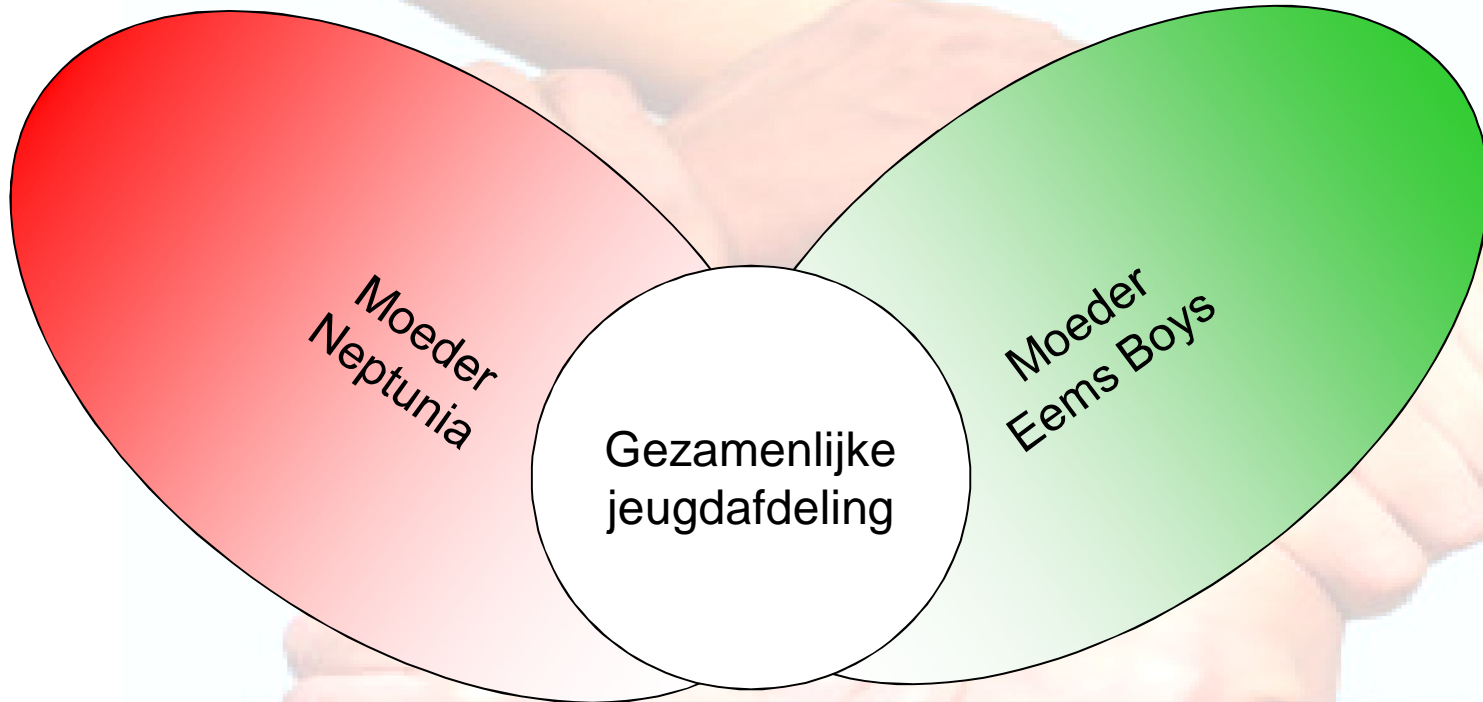 Moeder
Neptunia
Gezamenlijke
jeugdafdeling
Moeder
Eems Boys